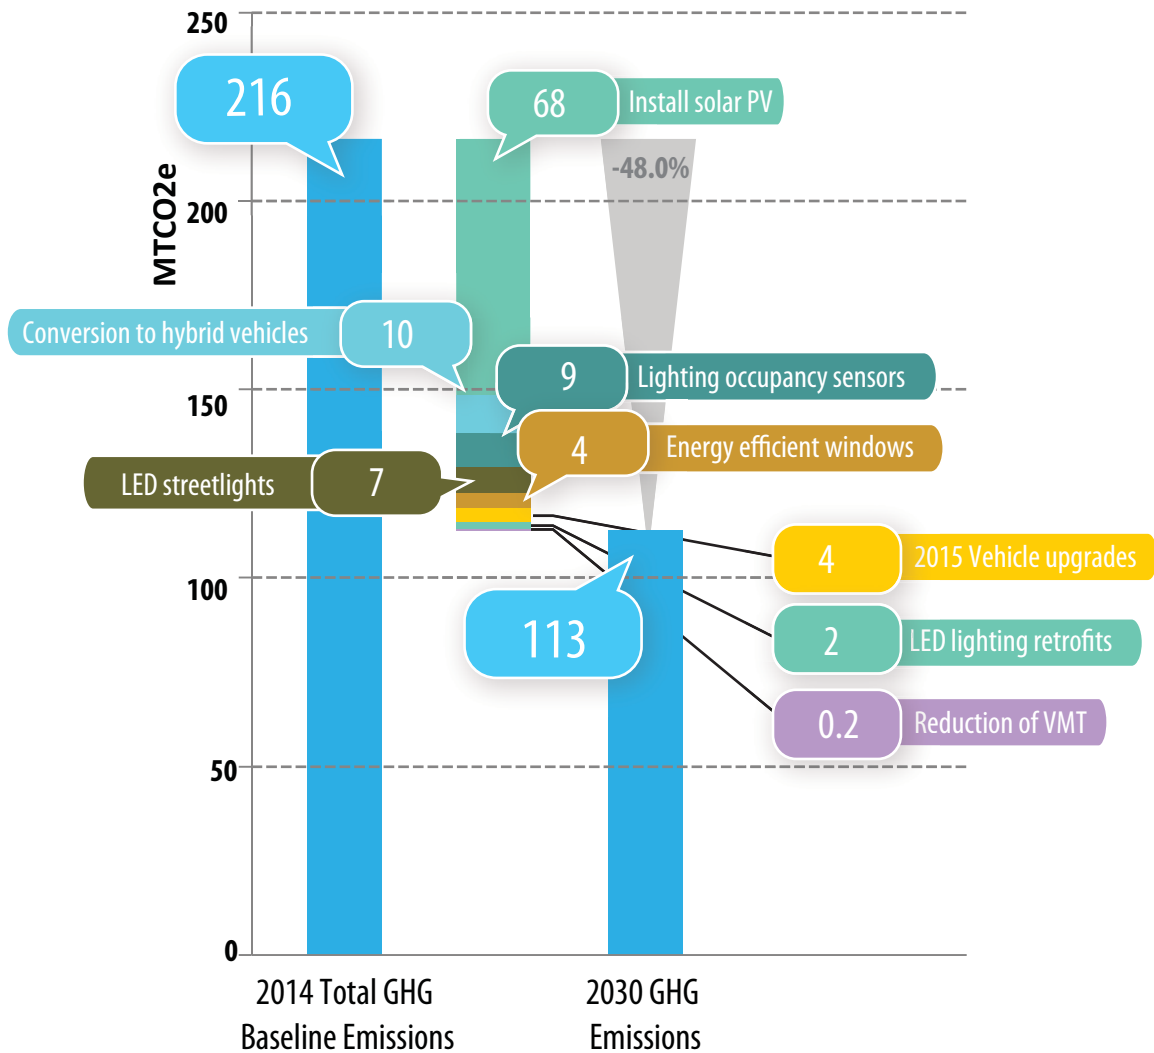 250
216
68
Install solar PV
-48.0%
MTCO2e
200
Conversion to hybrid vehicles
10
9
Lighting occupancy sensors
150
4
Energy efficient windows
LED streetlights
7
4
2015 Vehicle upgrades
100
113
2
LED lighting retrofits
0.2
Reduction of VMT
50
0
2014 Total GHG
Baseline Emissions
2030 GHG
Emissions